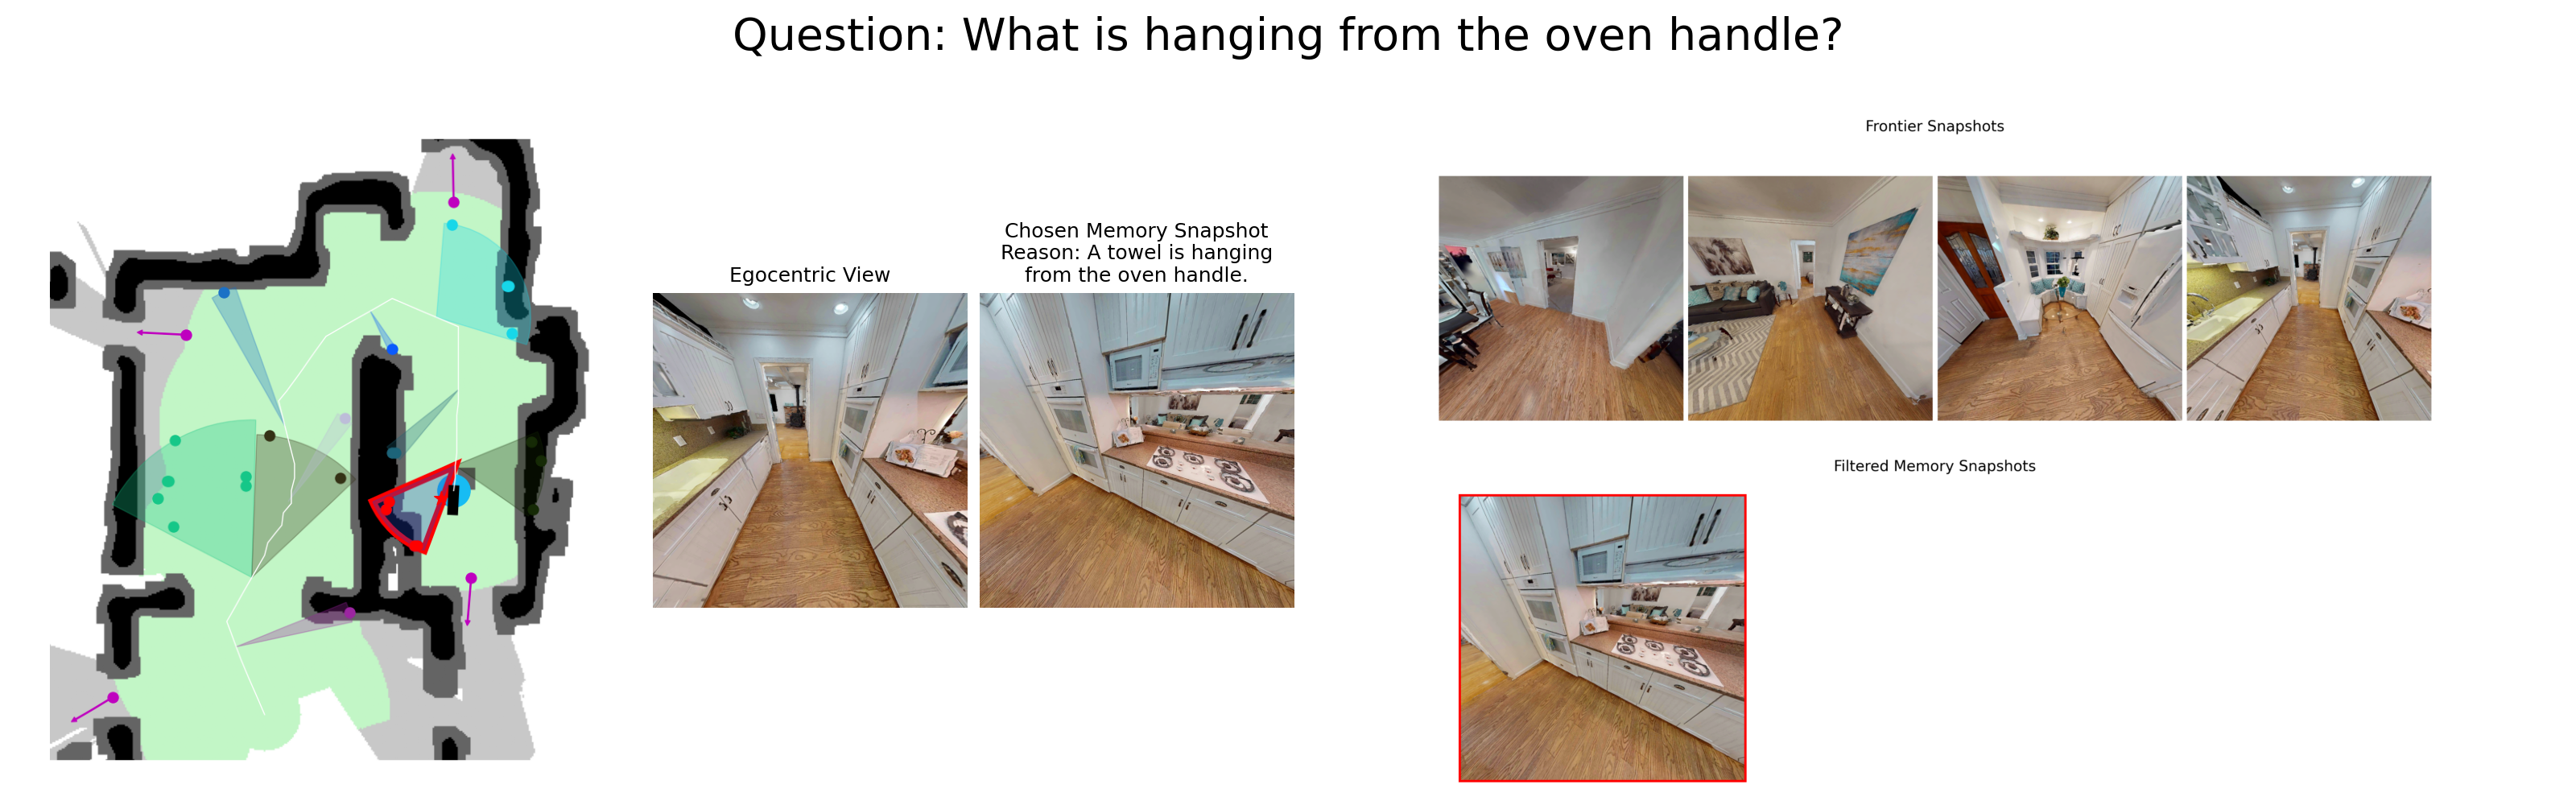 Question: What is hanging from the oven handle?
Frontier Snapshots
Chosen Memory Snapshot
Reason: A towel is hanging
from the oven handle.
Egocentric View
Filtered Memory Snapshots